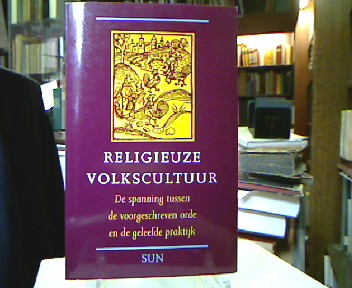 RELIGIEUZE
VOLKSCULTUUR
De spanning tussen
de voorgeschreven orde
en de geleefde praktijk
SUN